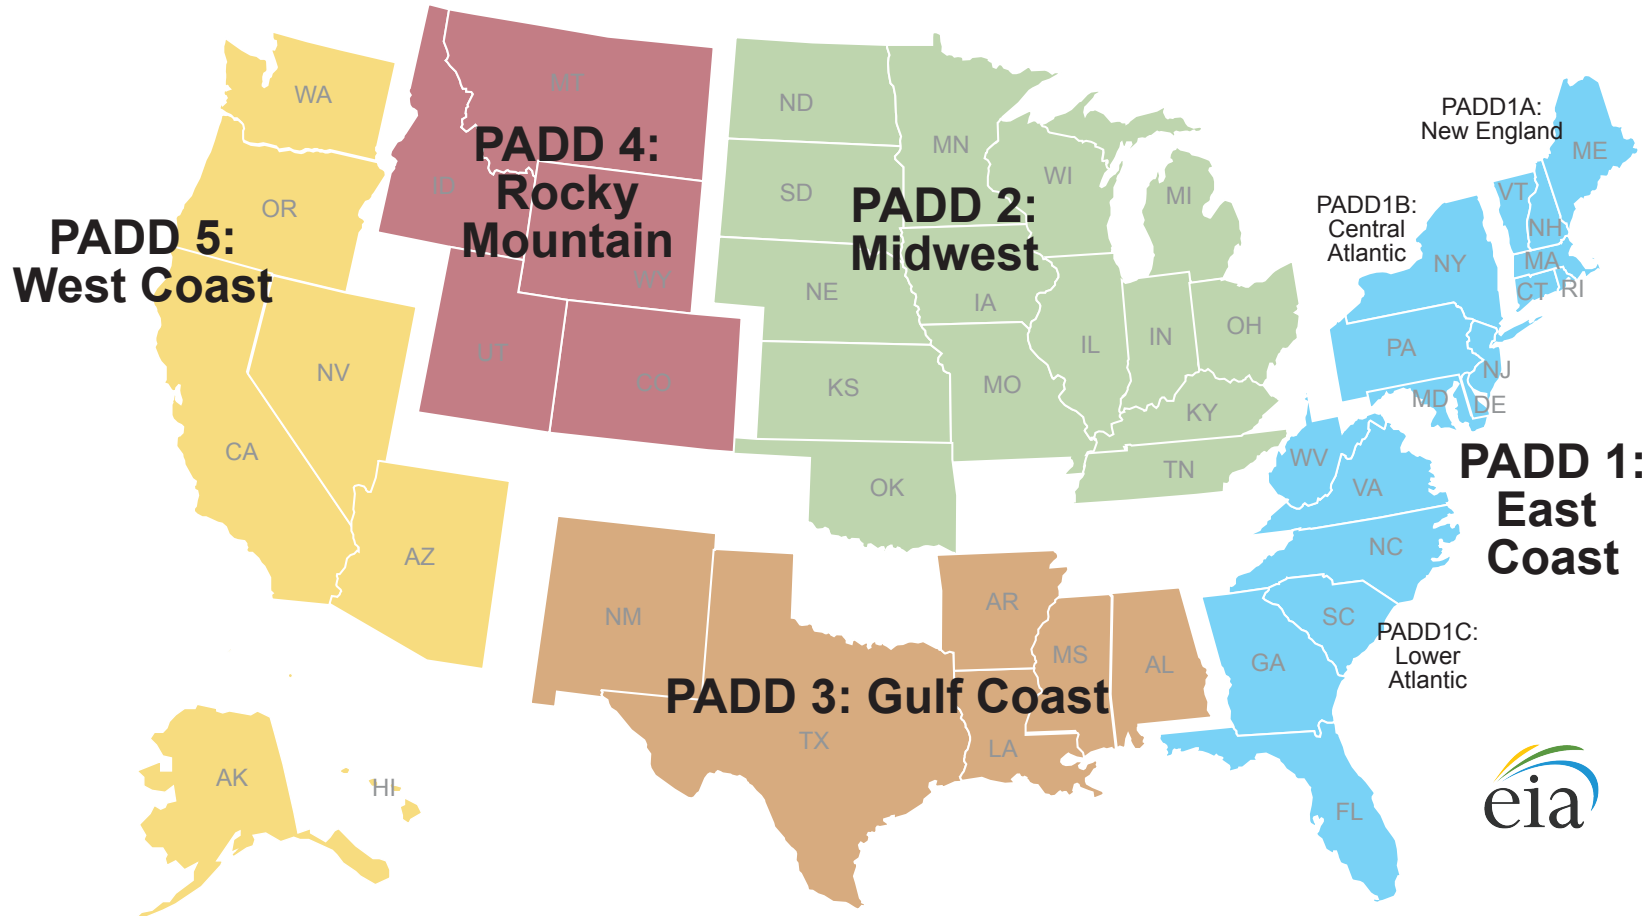 WA
OR
PADD 5:
West Coast
NV
CA
AZ
AK
HI
MT
ID
PADD 4:
Rocky
Mountain
WY
UT
CO
ND
MN
SD
WI
MI
PADD 2:
Midwest
NE
IA
IL
IN
OH
KS
MO
KY
TN
OK
NM
AR
MS
AL
PADD 3: Gulf Coast
TX
LA
PADD1A:
New England
ME
VT
NH
PADD1B:
Central
Atlantic
NY
MA
CT
RI
PA
NJ
MD
DE
WV
VA
PADD 1:
East
Coast
NC
SC
GA
PADD1C:
Lower
Atlantic
FL
eia